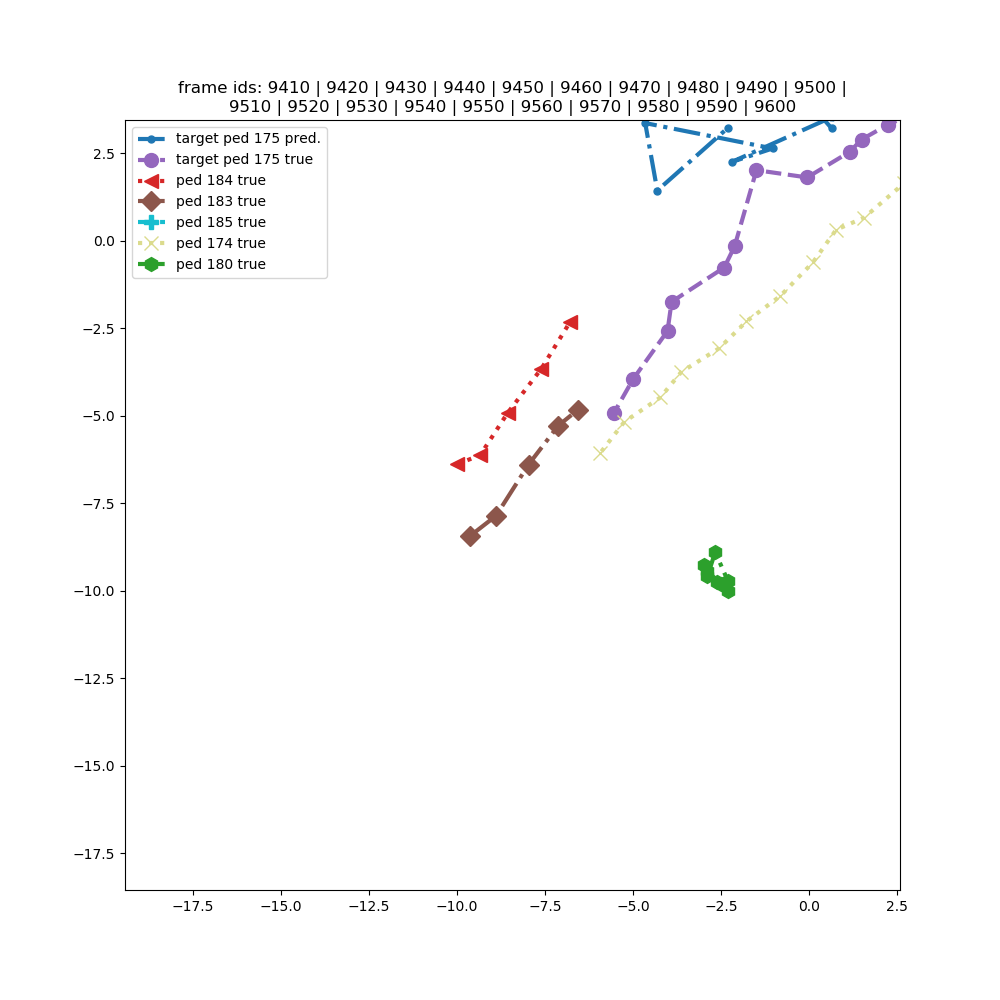 frame ids: 9410 | 9420 | 9430 | 9440 | 9450 | 9460 | 9470 | 9480 | 9490 | 9500 |
9510 | 9520 | 9530 | 9540 | 9550 | 9560 | 9570 | 9580 | 9590 | 9600
target ped 175 pred.
target ped 175 true
ped 184 true
ped 183 true
ped 185 true
ped 174 true
ped 180 true
2.5
0.0
−2.5
−5.0
−7.5
−10.0
−12.5
−15.0
−17.5
−17.5 −15.0 −12.5 −10.0 −7.5 −5.0 −2.5 0.0 2.5